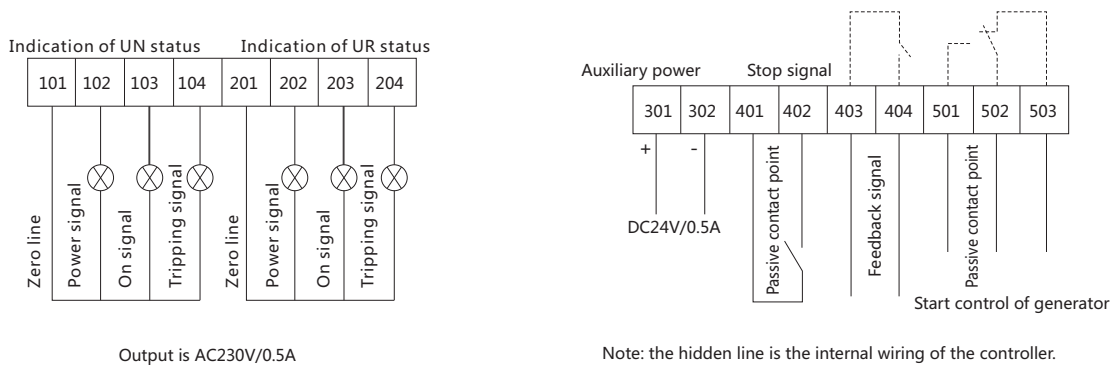 Indication of UN status
Indication of UR status
101 102 103 104 201 202 203 204
Zero line
Power signal
On signal
Tripping signal
Zero line
Power signal
On signal
Tripping signal
Output is AC230V/0.5A
Auxiliary power
Stop signal
301 302 401 402 403 404 501 502 503
+ -
DC24V/0.5A
Passive contact point
Feedback signal
Passive contact point
Start control of generator
Note: the hidden line is the internal wiring of the controller.